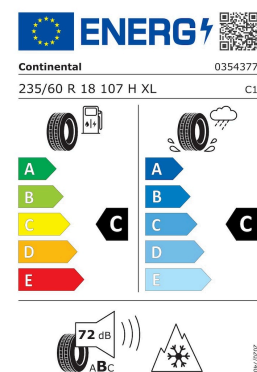 ENERG
Continental 0354377
235/60 R 18 107 H XL C1
A A
B B
C C C C
D D
E E
72 dB
ABC